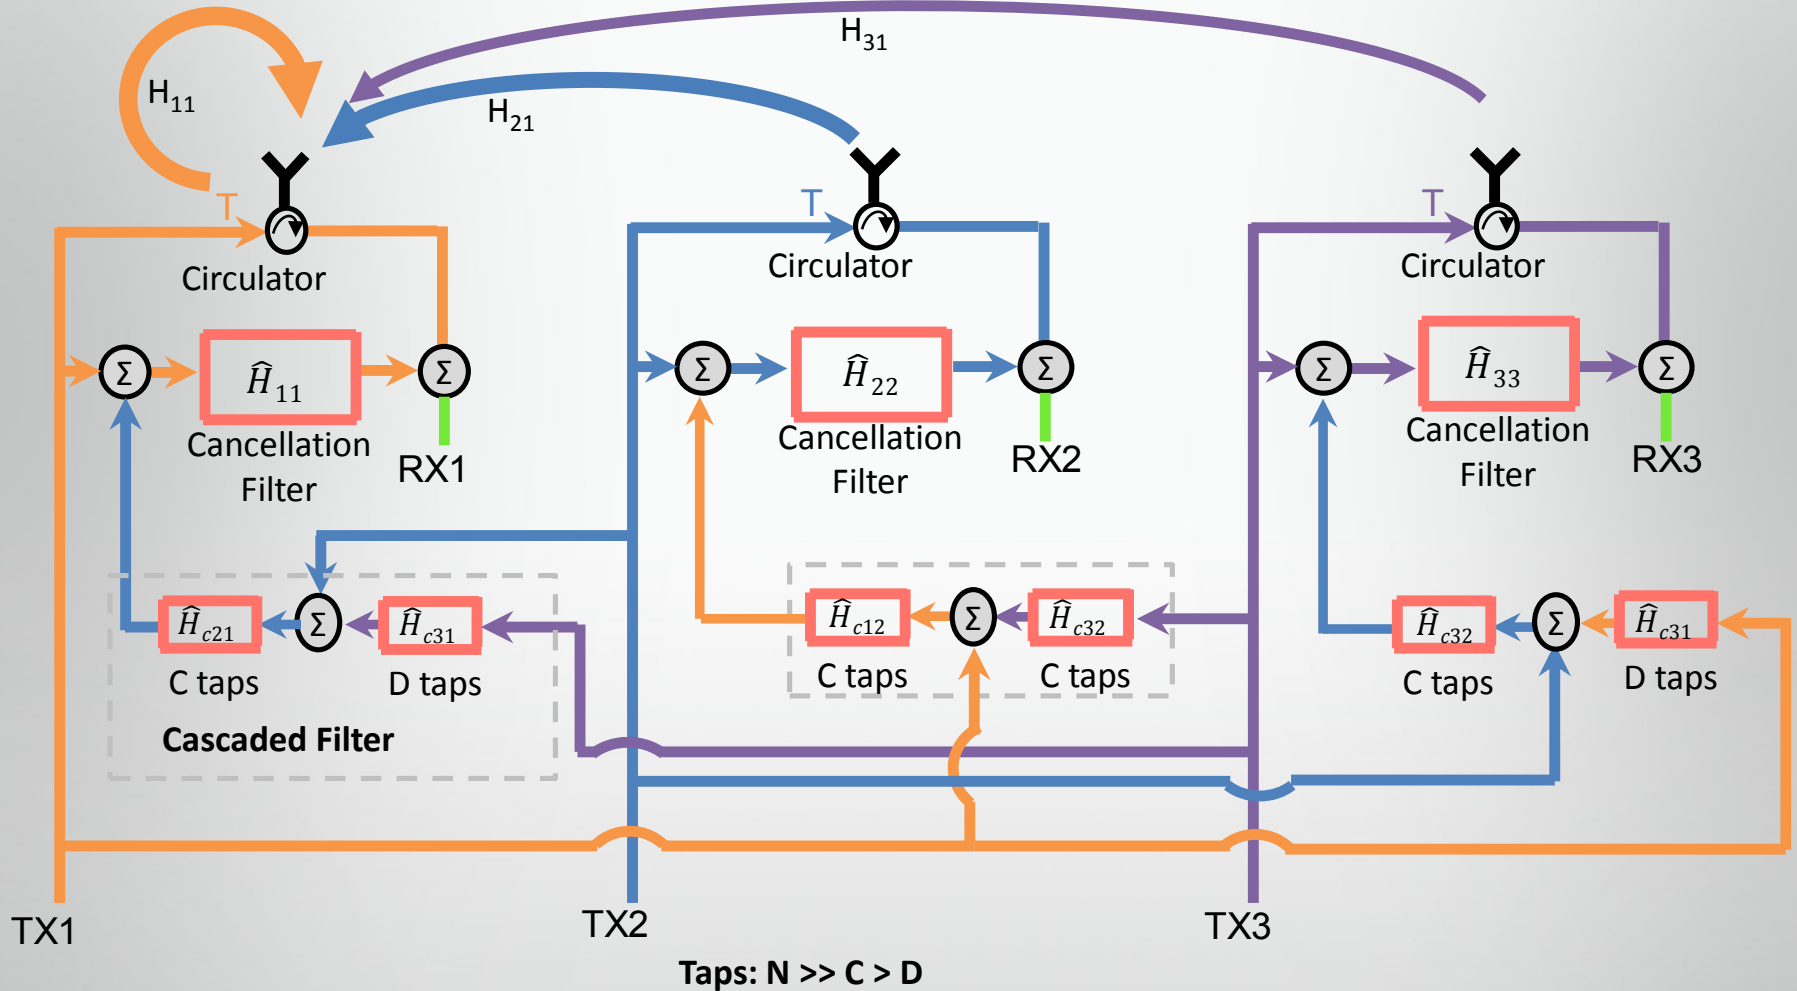 H₃₁
H₁₁
H₂₁
T
T
T
Circulator
Circulator
Circulator
Σ
Ĥ₁₁
Σ
Σ
Ĥ₂₂
Σ
Σ
Ĥ₃₃
Σ
Cancellation
Filter
RX1
Cancellation
Filter
RX2
Cancellation
Filter
RX3
Ĥc21
Σ
Ĥc31
C taps
D taps
Cascaded Filter
Ĥc12
Σ
Ĥc32
C taps
C taps
Ĥc32
Σ
Ĥc31
C taps
D taps
TX1
TX2
TX3
Taps: N >> C > D